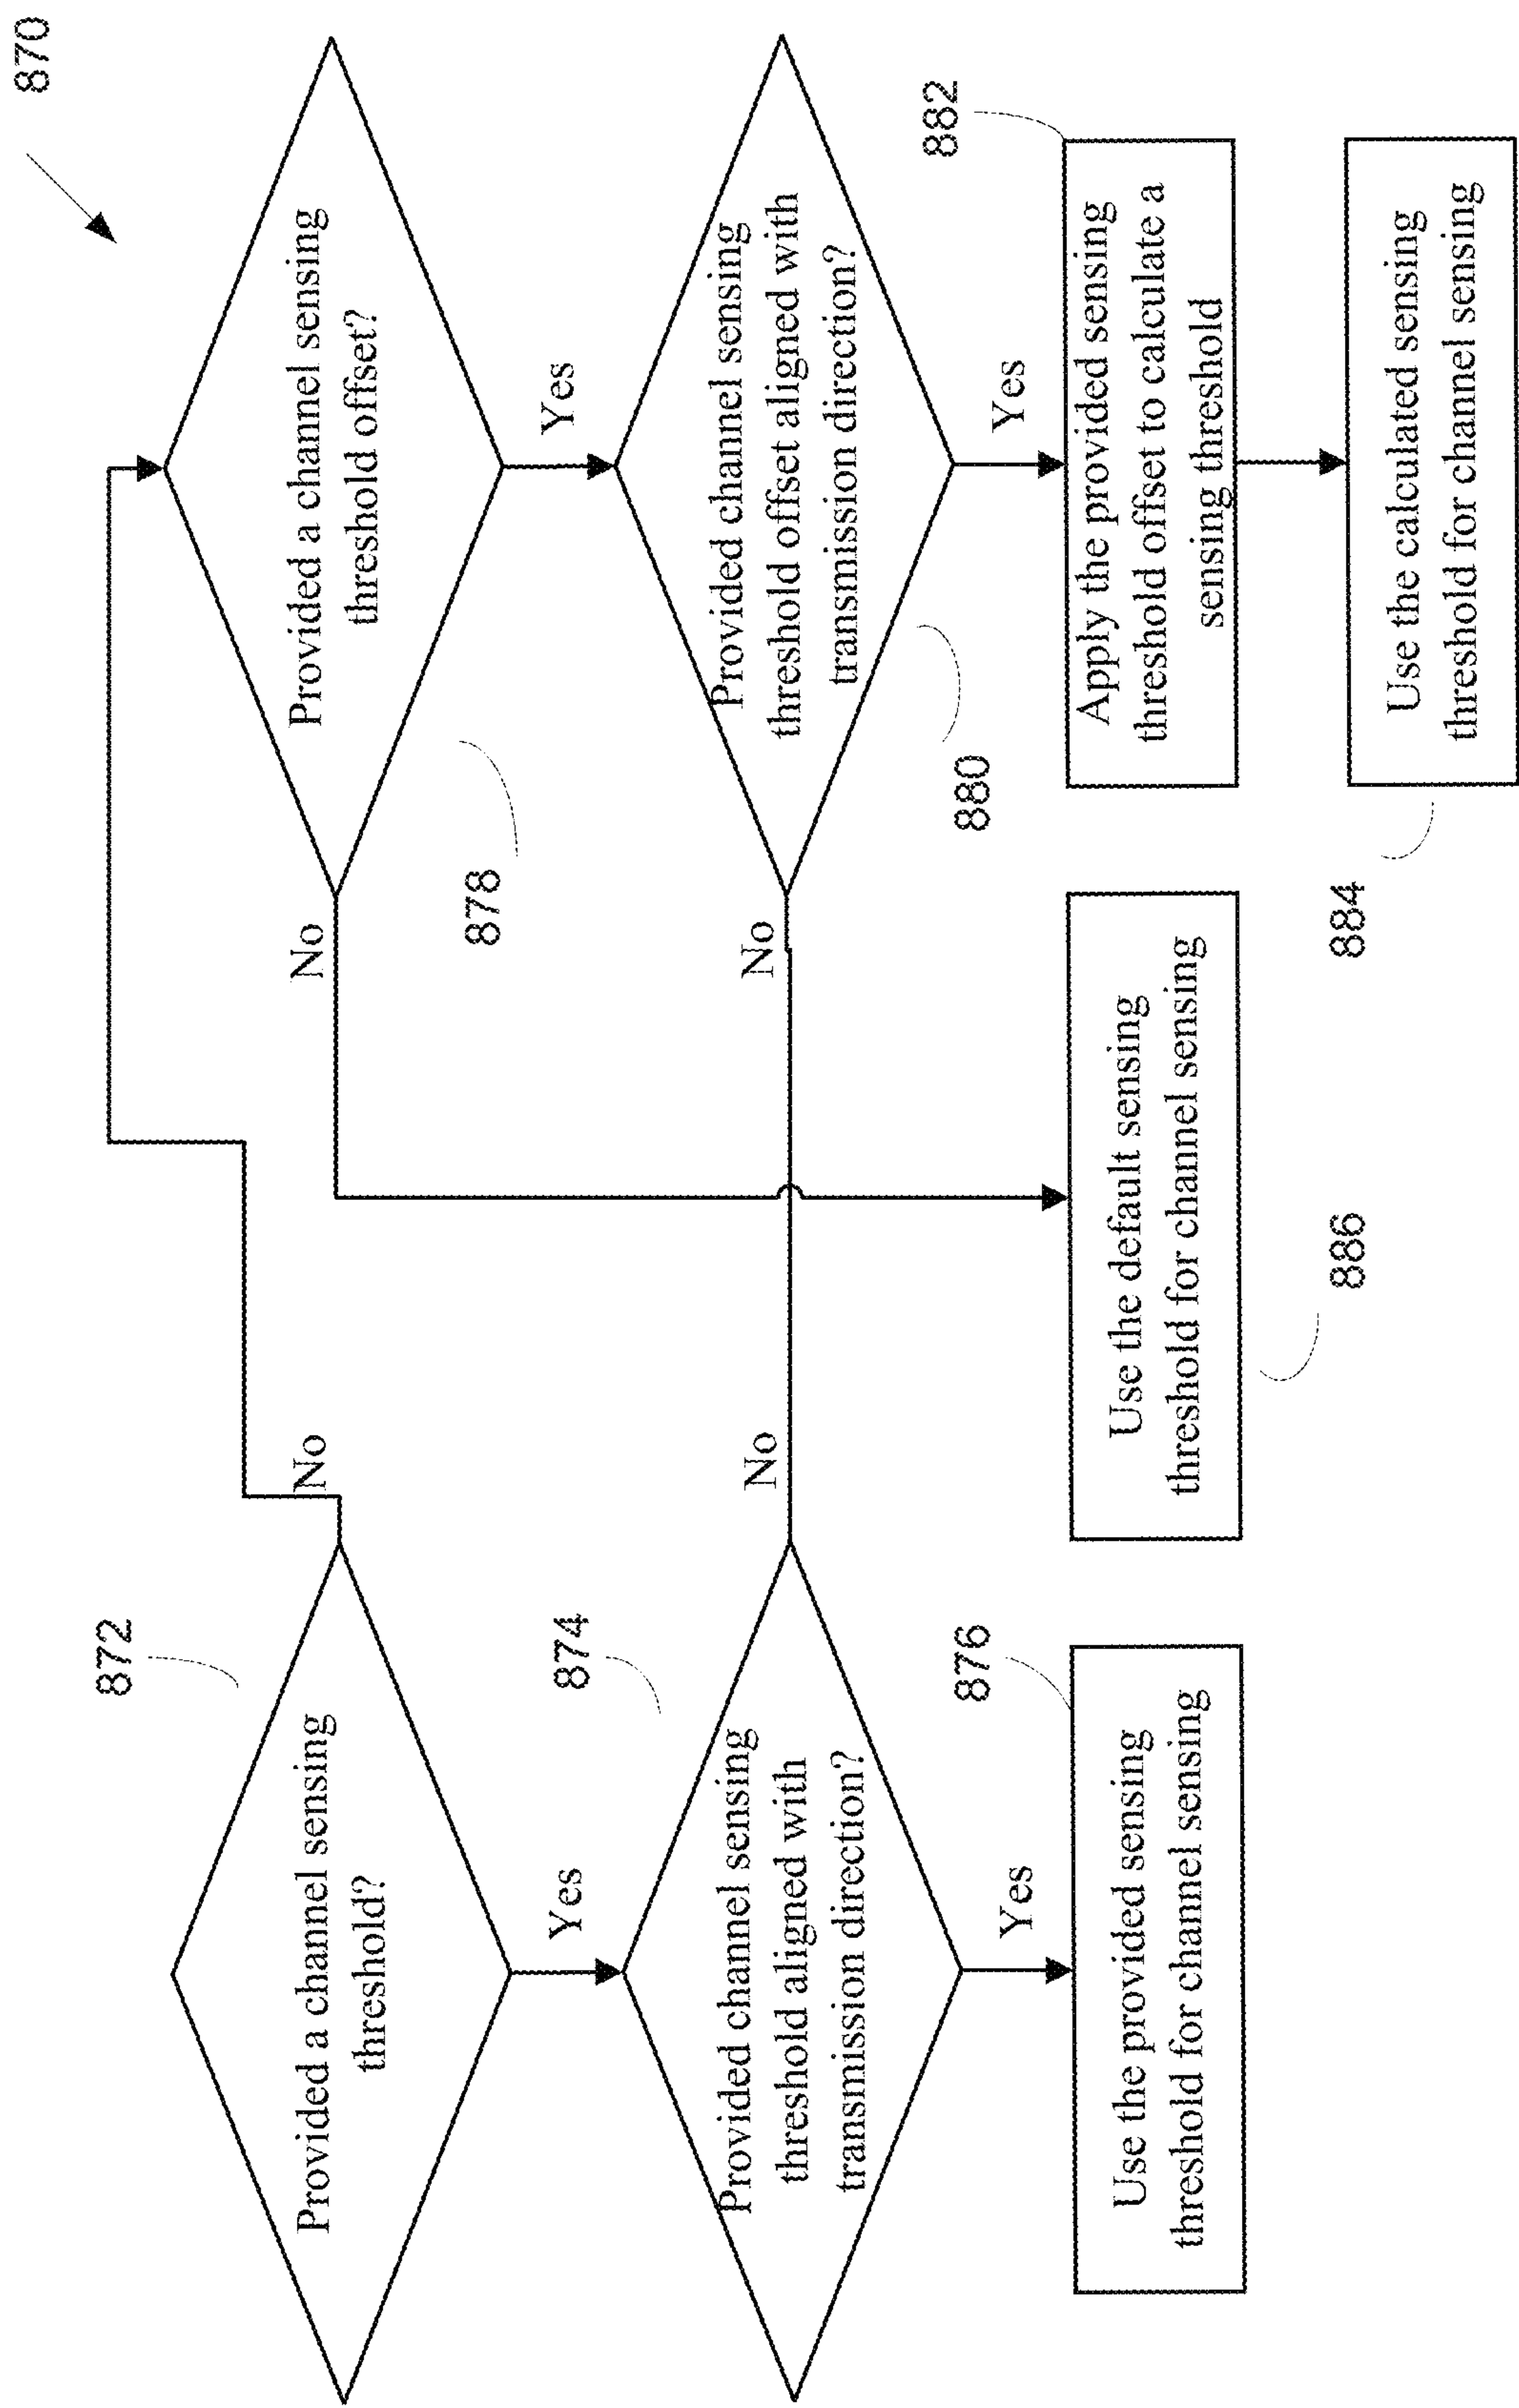 870
872
Provided a channel sensing
threshold?
No
Yes
874
Provided channel sensing
threshold aligned with
transmission direction?
No
Yes
876
Use the provided sensing
threshold for channel sensing
Provided a channel sensing
threshold offset?
878
No
Yes
Provided channel sensing
threshold offset aligned with
transmission direction?
880
No
Yes
882
Apply the provided sensing
threshold offset to calculate a
sensing threshold
Use the calculated sensing
threshold for channel sensing
884
Use the default sensing
threshold for channel sensing
886